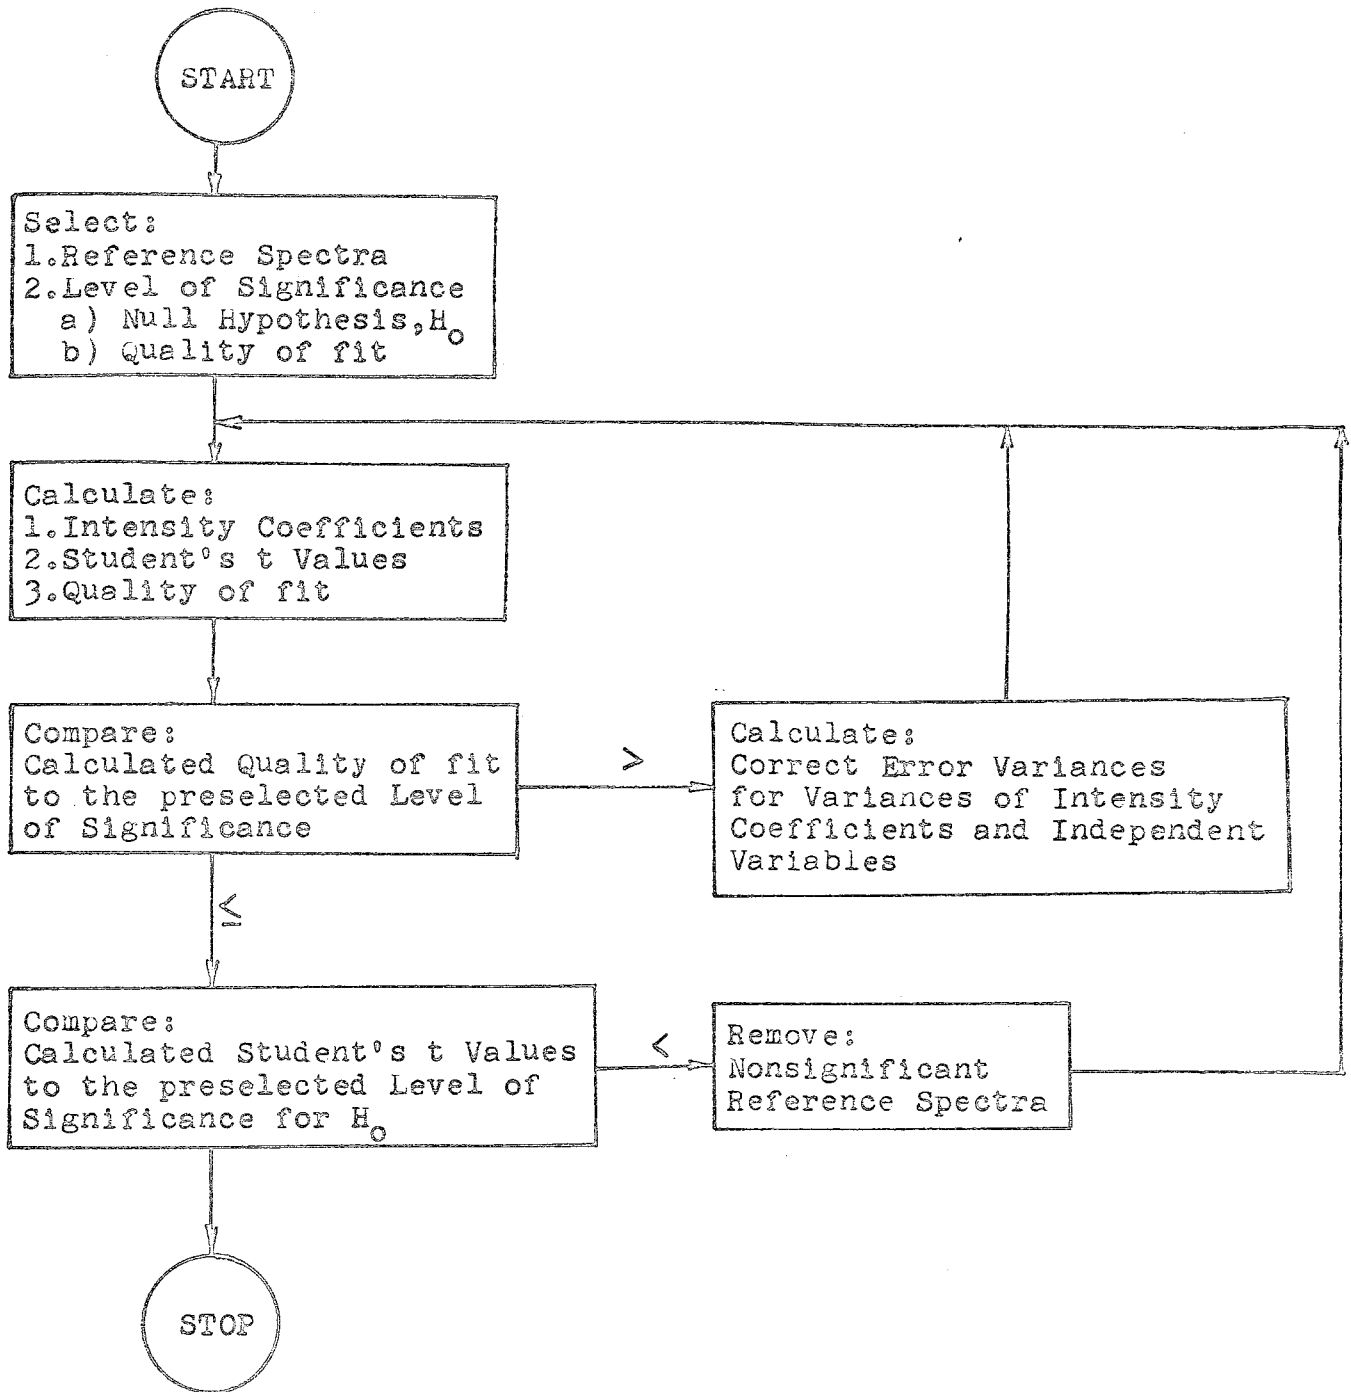 START
Select:
1.Reference Spectra
2.Level of Significance
a) Null Hypothesis,H_o
b) Quality of fit
Calculate:
1.Intensity Coefficients
2.Student's t Values
3.Quality of fit
Compare:
Calculated Quality of fit
to the preselected Level
of Significance
>
Calculate:
Correct Error Variances
for Variances of Intensity
Coefficients and Independent
Variables
≤
Compare:
Calculated Student's t Values
to the preselected Level of
Significance for H_o
<
Remove:
Nonsignificant
Reference Spectra
STOP